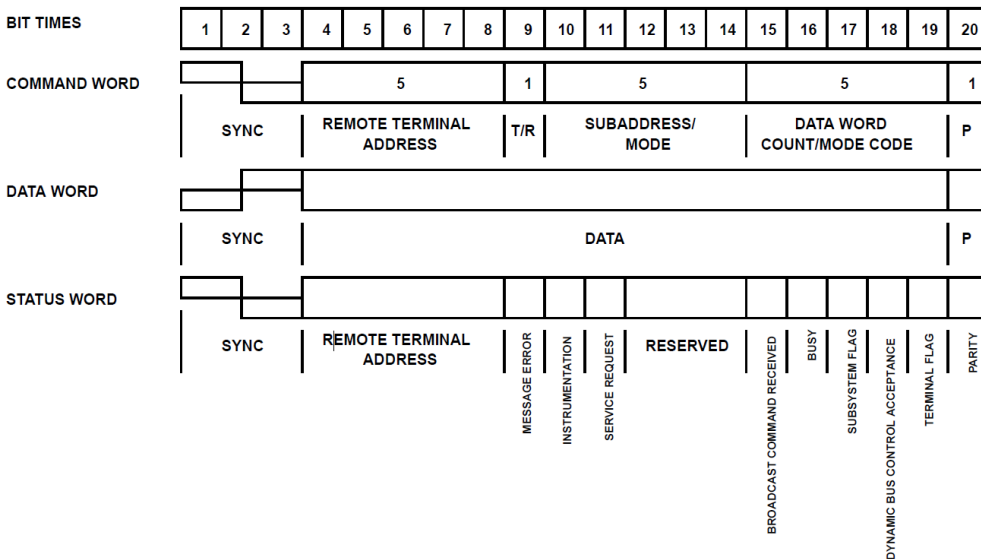 BIT TIMES
1 2 3 4 5 6 7 8 9 10 11 12 13 14 15 16 17 18 19 20
COMMAND WORD
5 1 5 5 1
SYNC
REMOTE TERMINAL
ADDRESS
T/R
SUBADDRESS/
MODE
DATA WORD
COUNT/MODE CODE
P
DATA WORD
SYNC
DATA
P
STATUS WORD
SYNC
REMOTE TERMINAL
ADDRESS
MESSAGE ERROR
INSTRUMENTATION
SERVICE REQUEST
RESERVED
BROADCAST COMMAND RECEIVED
BUSY
SUBSYSTEM FLAG
DYNAMIC BUS CONTROL ACCEPTANCE
TERMINAL FLAG
PARITY